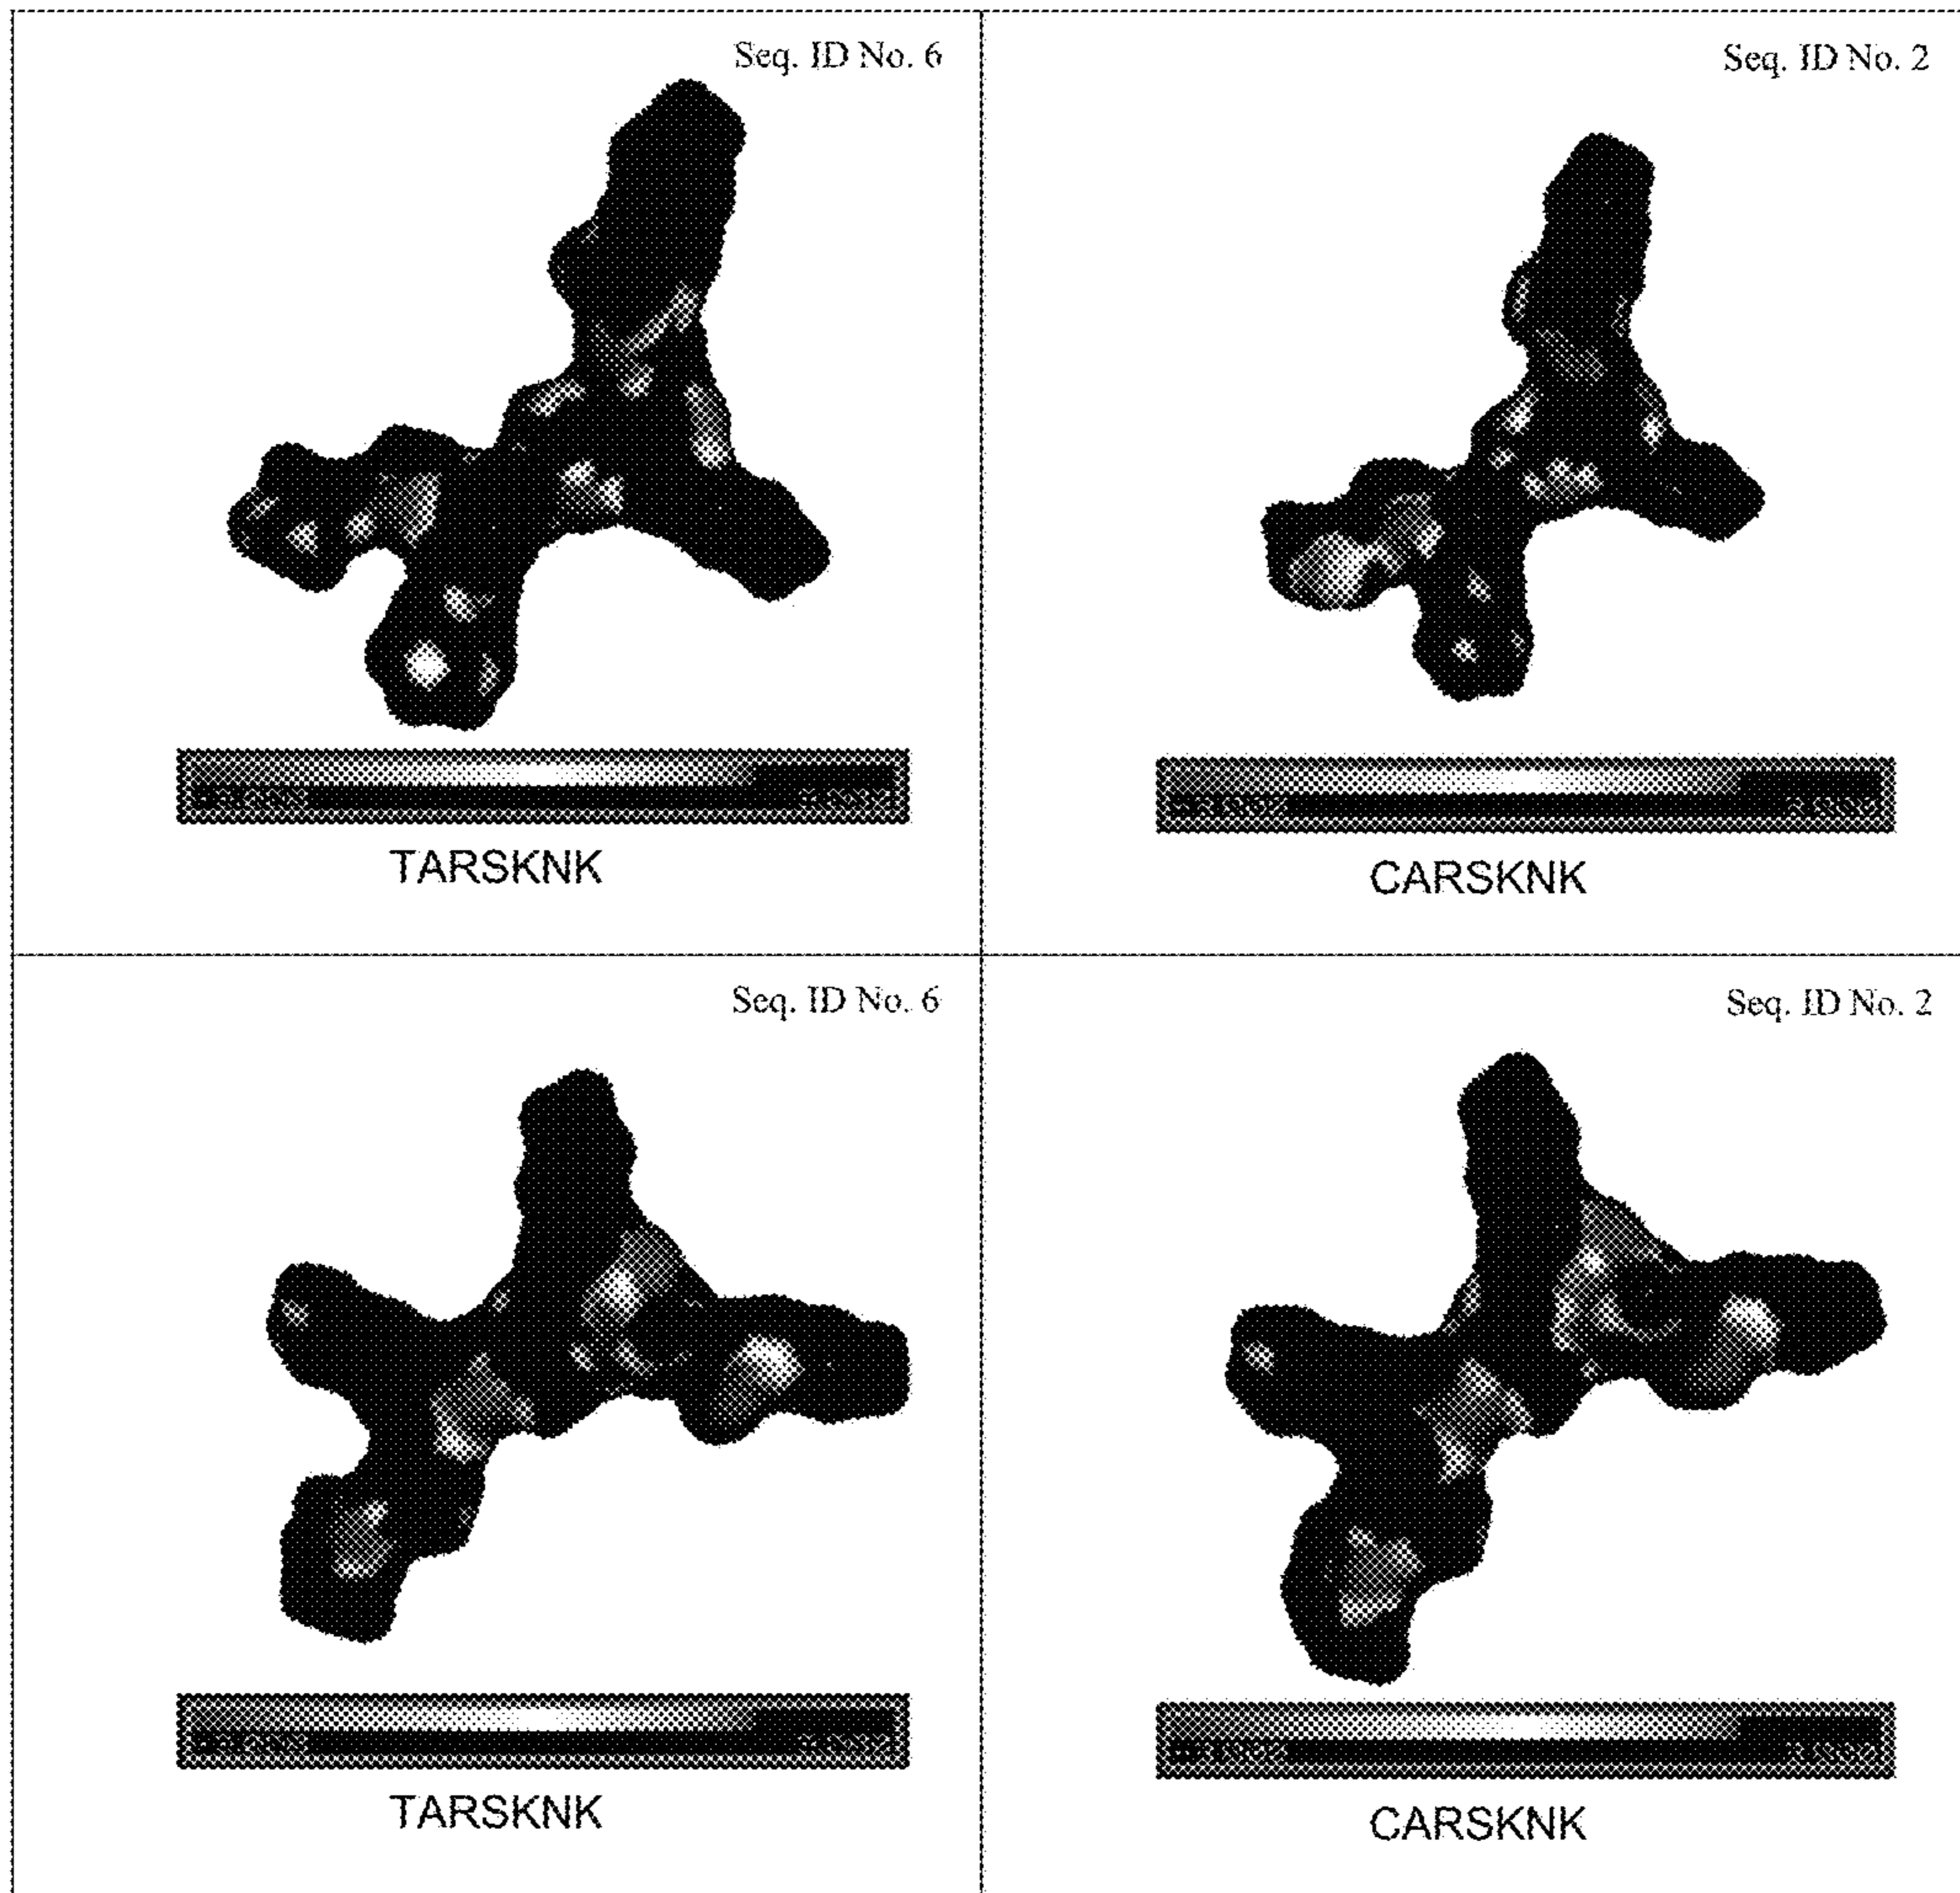 Seq. ID No. 6
TARSKNK
Seq. ID No. 2
CARSKNK
Seq. ID No. 6
TARSKNK
Seq. ID No. 2
CARSKNK